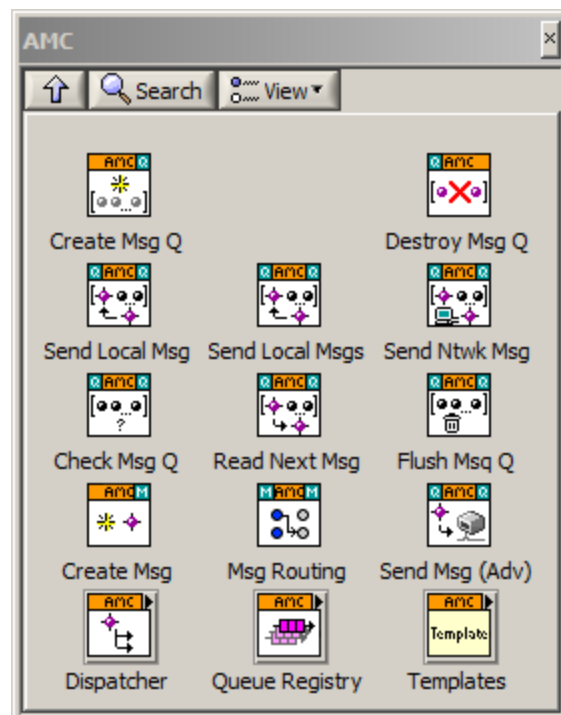 AMC
Search View
AMC Q Q AMC
Create Msg Q Destroy Msg Q
Q AMC Q Q AMC Q Q AMC Q
Send Local Msg Send Local Msgs Send Ntwk Msg
Q AMC Q Q AMC Q Q AMC Q
?
Check Msg Q Read Next Msg Flush Msq Q
AMC M M AMC M Q AMC Q
Create Msg Msg Routing Send Msg (Adv)
AMC AMC AMC
Template
Dispatcher Queue Registry Templates